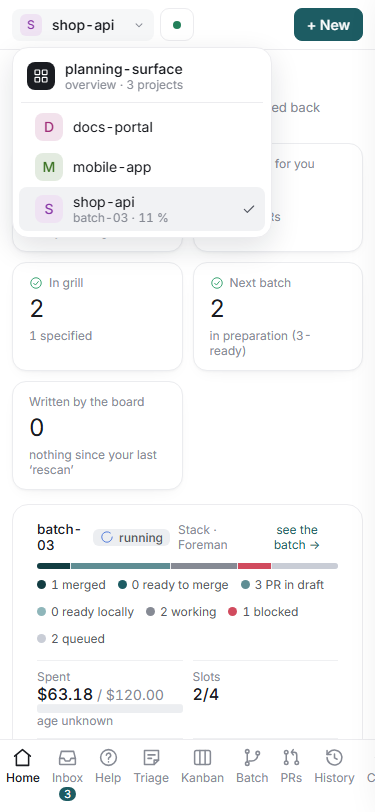 S shop-api
+ New
planning-surface
overview · 3 projects
ed back
D docs-portal
for you
M mobile-app
S shop-api
batch-03 · 11 %
In grill
2
1 specified
Next batch
2
in preparation (3-
ready)
Written by the board
0
nothing since your last
‘rescan’
batch-
03
running
Stack ·
Foreman
see the
batch →
1 merged 0 ready to merge 3 PR in draft
0 ready locally 2 working 1 blocked
2 queued
Spent
$63.18 / $120.00
age unknown
Slots
2/4
Home Inbox Help Triage Kanban Batch PRs History
3